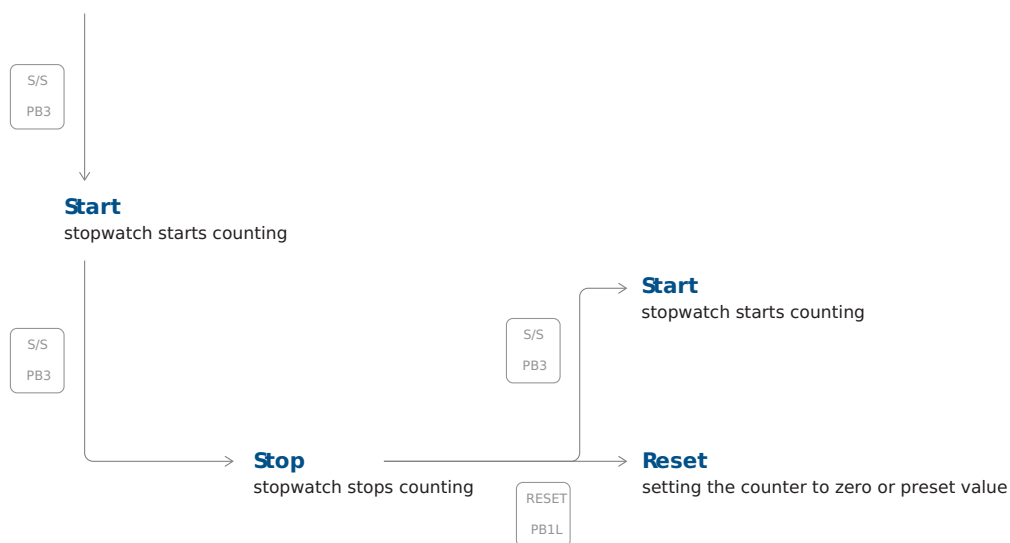 S/S
PB3
Start
stopwatch starts counting
Start
stopwatch starts counting
S/S
PB3
S/S
PB3
Stop
stopwatch stops counting
Reset
setting the counter to zero or preset value
RESET
PB1L